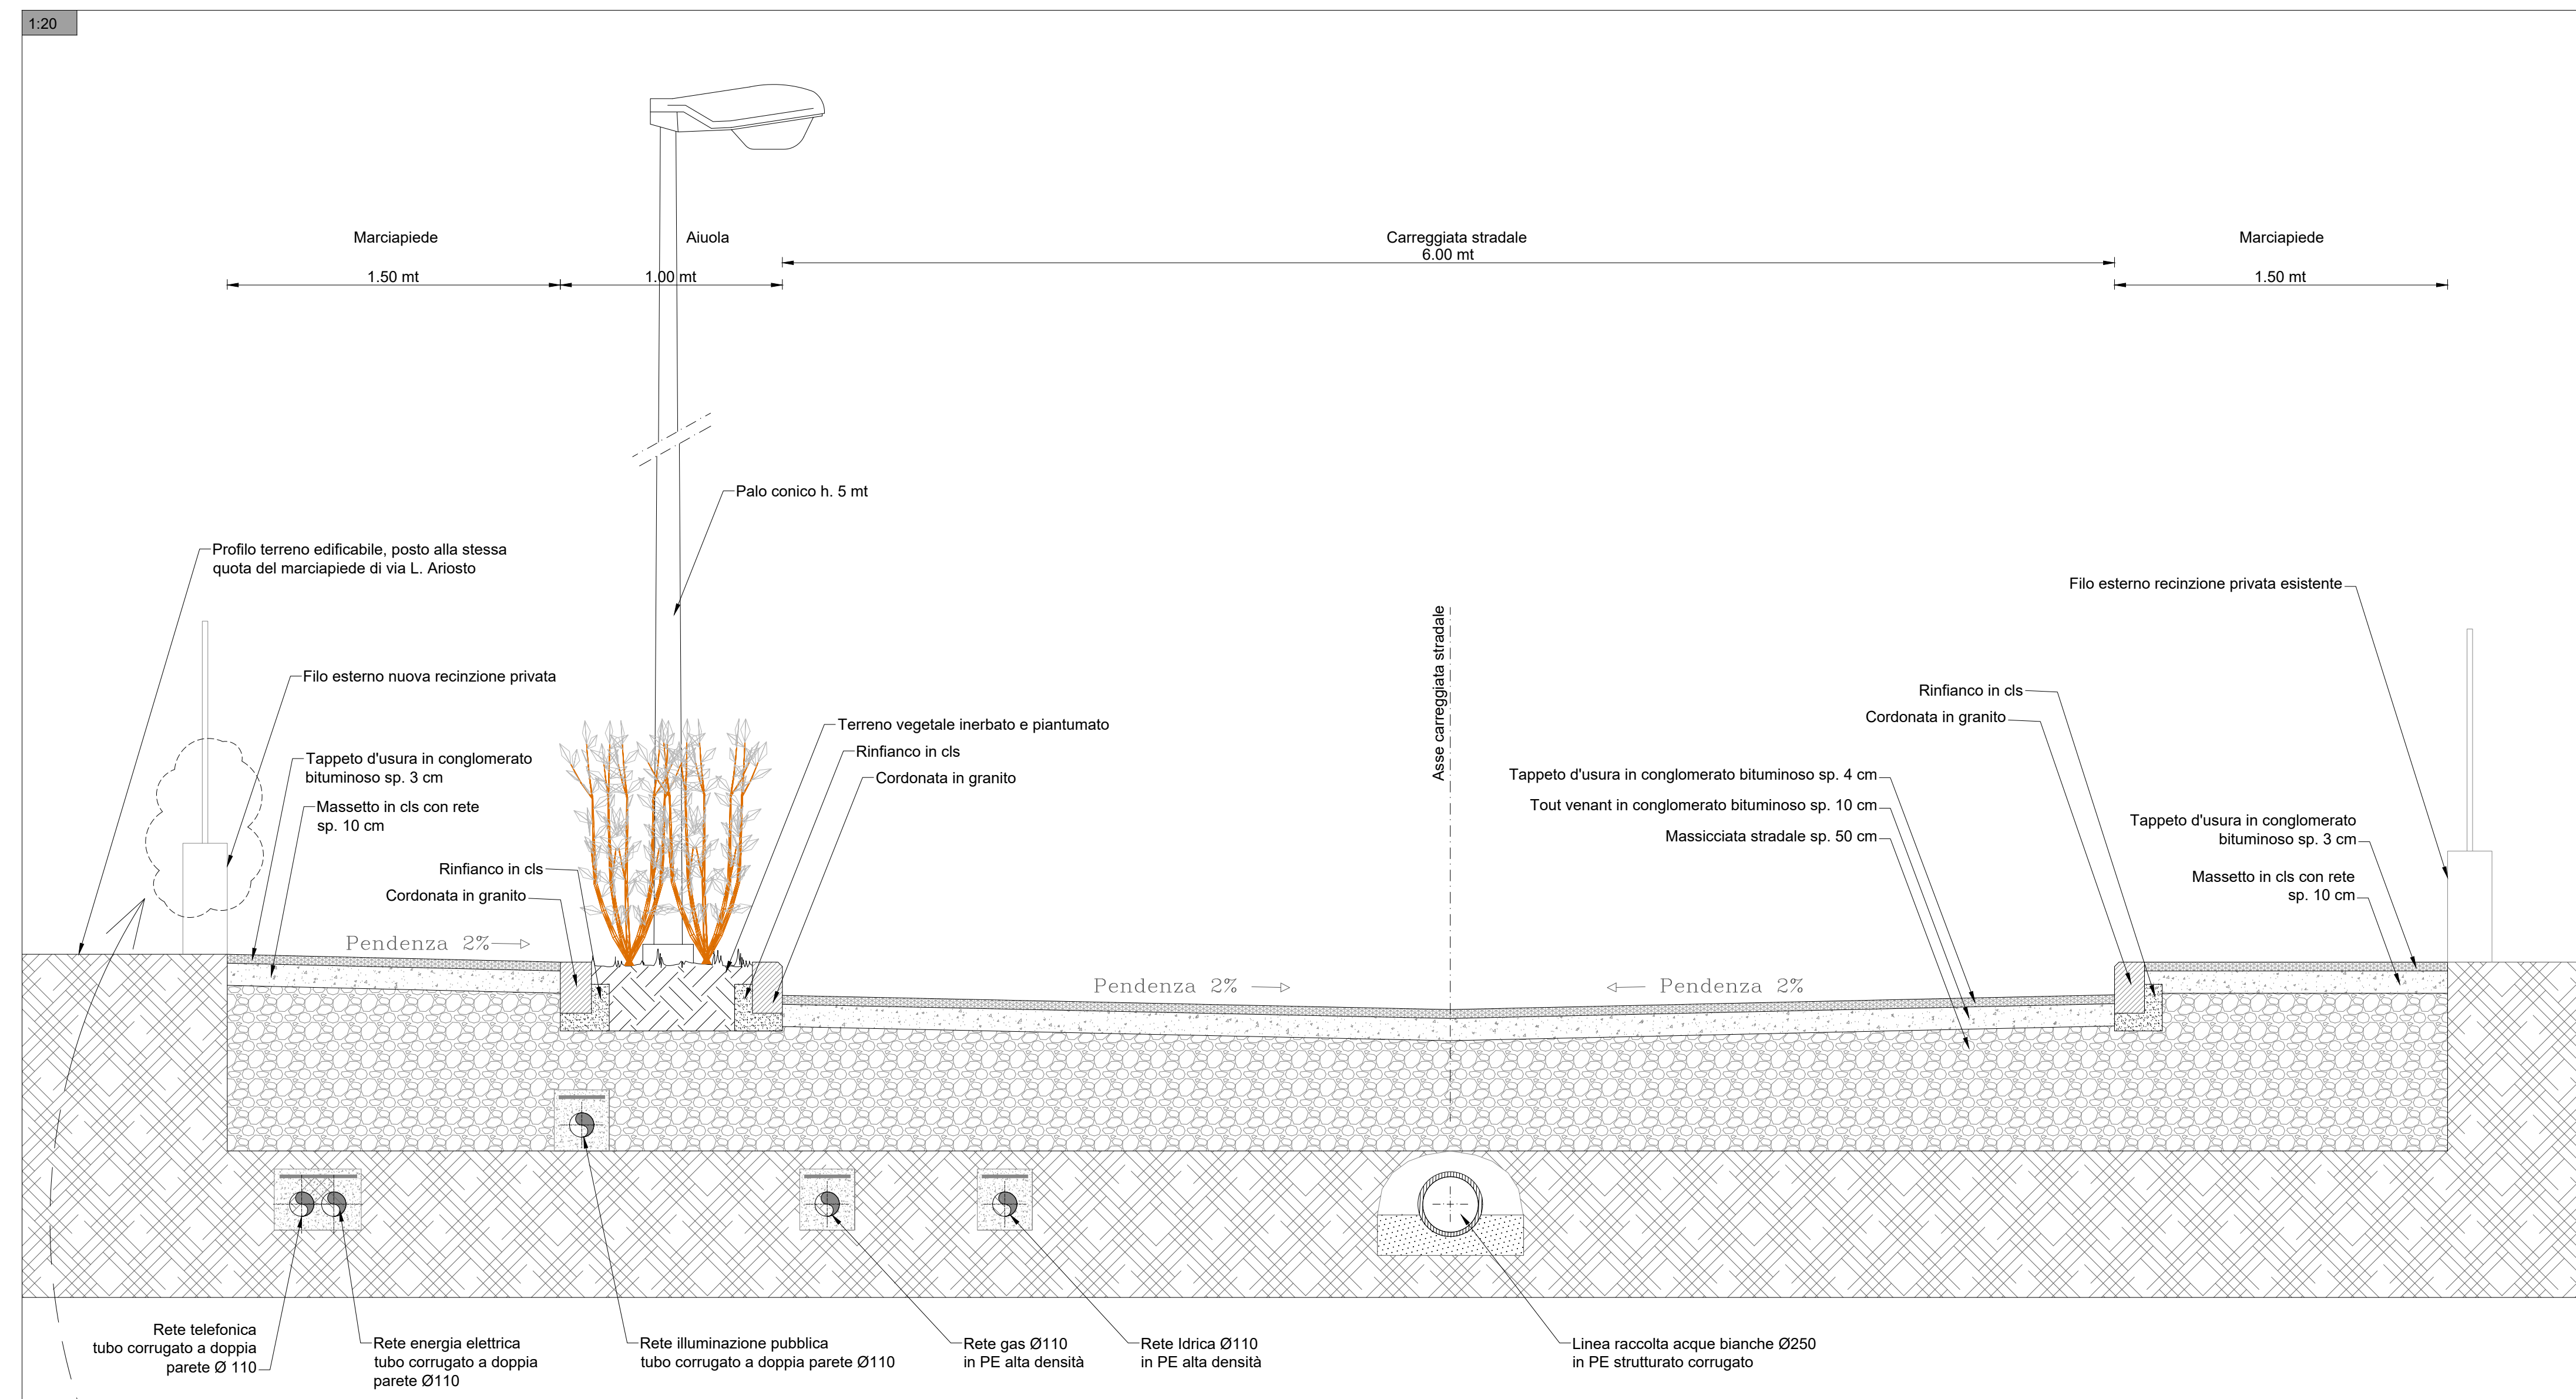 1:20
Marciapiede
Aiuola
Carreggiata stradale
Marciapiede
6.00 mt
1.50 mt
1.00 mt
1.50 mt
Palo conico h. 5 mt
Profilo terreno edificabile, posto alla stessa
quota del marciapiede di via L. Ariosto
Filo esterno recinzione privata esistente
Asse carreggiata stradale
Filo esterno nuova recinzione privata
Rinfianco in cls
Cordonata in granito
Terreno vegetale inerbato e piantumato
Rinfianco in cls
Cordonata in granito
Tappeto d'usura in conglomerato
bituminoso sp. 3 cm
Massetto in cls con rete
sp. 10 cm
Tappeto d'usura in conglomerato bituminoso sp. 4 cm
Tout venant in conglomerato bituminoso sp. 10 cm
Massicciata stradale sp. 50 cm
Tappeto d'usura in conglomerato
bituminoso sp. 3 cm
Massetto in cls con rete
sp. 10 cm
Rinfianco in cls
Cordonata in granito
Pendenza 2%
Pendenza 2%
Pendenza 2%
Rete telefonica
tubo corrugato a doppia
parete Ø 110
Rete energia elettrica
tubo corrugato a doppia
parete Ø110
Rete illuminazione pubblica
tubo corrugato a doppia parete Ø110
Rete gas Ø110
in PE alta densità
Rete Idrica Ø110
in PE alta densità
Linea raccolta acque bianche Ø250
in PE strutturato corrugato